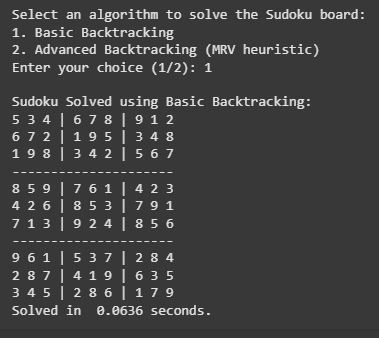 Select an algorithm to solve the Sudoku board:
1. Basic Backtracking
2. Advanced Backtracking (MRV heuristic)
Enter your choice (1/2): 1
Sudoku Solved using Basic Backtracking:
5 3 4 | 6 7 8 | 9 1 2
6 7 2 | 1 9 5 | 3 4 8
1 9 8 | 3 4 2 | 5 6 7
---------------------
8 5 9 | 7 6 1 | 4 2 3
4 2 6 | 8 5 3 | 7 9 1
7 1 3 | 9 2 4 | 8 5 6
---------------------
9 6 1 | 5 3 7 | 2 8 4
2 8 7 | 4 1 9 | 6 3 5
3 4 5 | 2 8 6 | 1 7 9
Solved in  0.0636 seconds.